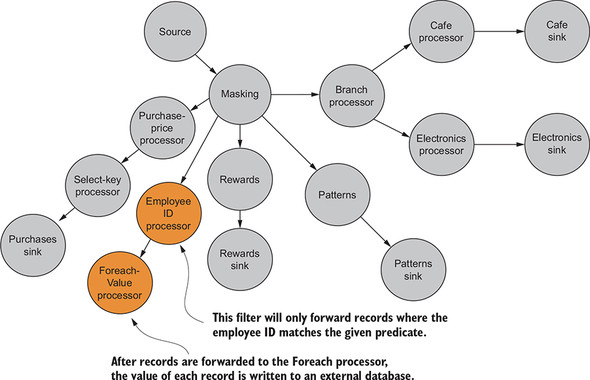 Source
Masking
Purchase-
price
processor
Select-key
processor
Purchases
sink
Employee
ID
processor
Foreach-
Value
processor
Rewards
Rewards
sink
Patterns
Patterns
sink
Branch
processor
Cafe
processor
Cafe
sink
Electronics
processor
Electronics
sink
This filter will only forward records where the
employee ID matches the given predicate.
After records are forwarded to the Foreach processor,
the value of each record is written to an external database.